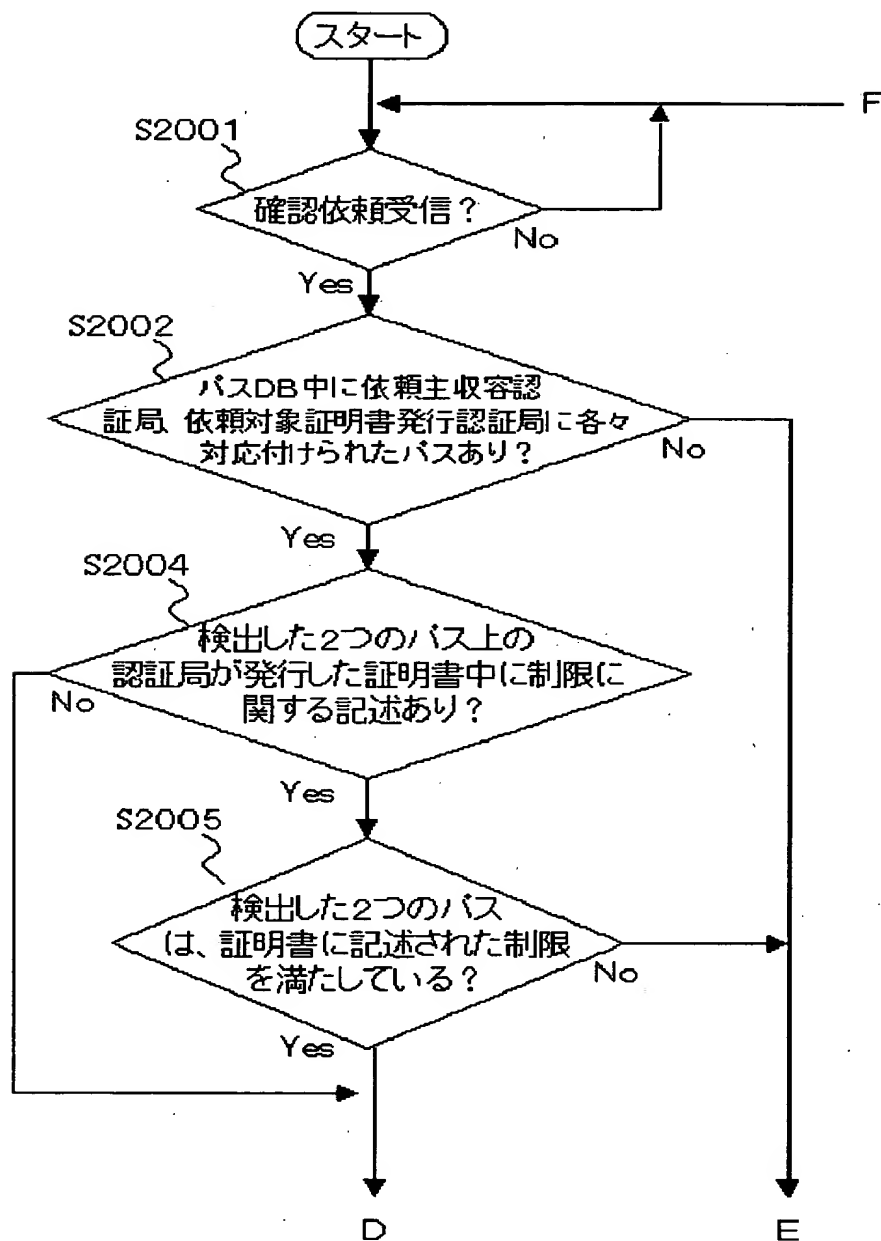 スタート
F
S2001
確認依頼受信？
No
Yes
S2002
パスDB中に依頼主収容認
証局、依頼対象証明書発行認証局に各々
対応付けられたパスあり？
No
Yes
S2004
検出した2つのパス上の
認証局が発行した証明書中に制限に
関する記述あり？
No
Yes
S2005
検出した2つのパス
は、証明書に記述された制限
を満たしている？
No
Yes
D
E